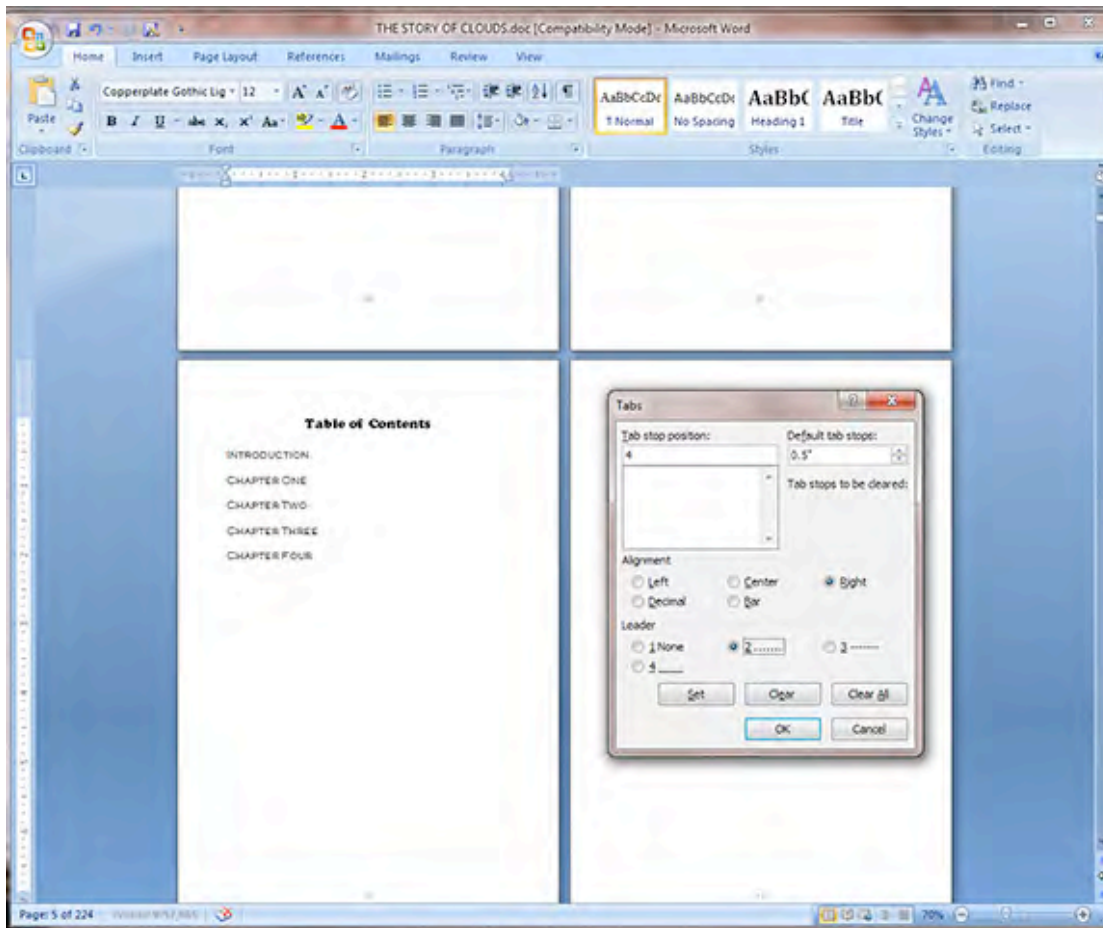 THE STORY OF CLOUDS.doc [Compatibility Mode] - Microsoft Word
Home Insert Page Layout References Mailings Review View
Copperplate Gothic Lig 12
Paste
B I U abc x, x' Aa A
AaBbCcDc AaBbCcDc AaBb( AaBb(
¶ Normal No Spacing Heading 1 Title
Change Styles
Find
Replace
Select
Clipboard Font Paragraph Styles Editing
Table of Contents
Introduction
Chapter One
Chapter Two
Chapter Three
Chapter Four
Tabs
Tab stop position: Default tab stops:
4 0.5"
Tab stops to be cleared:
Alignment
Left Center Right
Decimal Bar
Leader
1 None 2 ........ 3 -------
4 ____
Set Clear Clear All
OK Cancel
Page: 5 of 224
70%